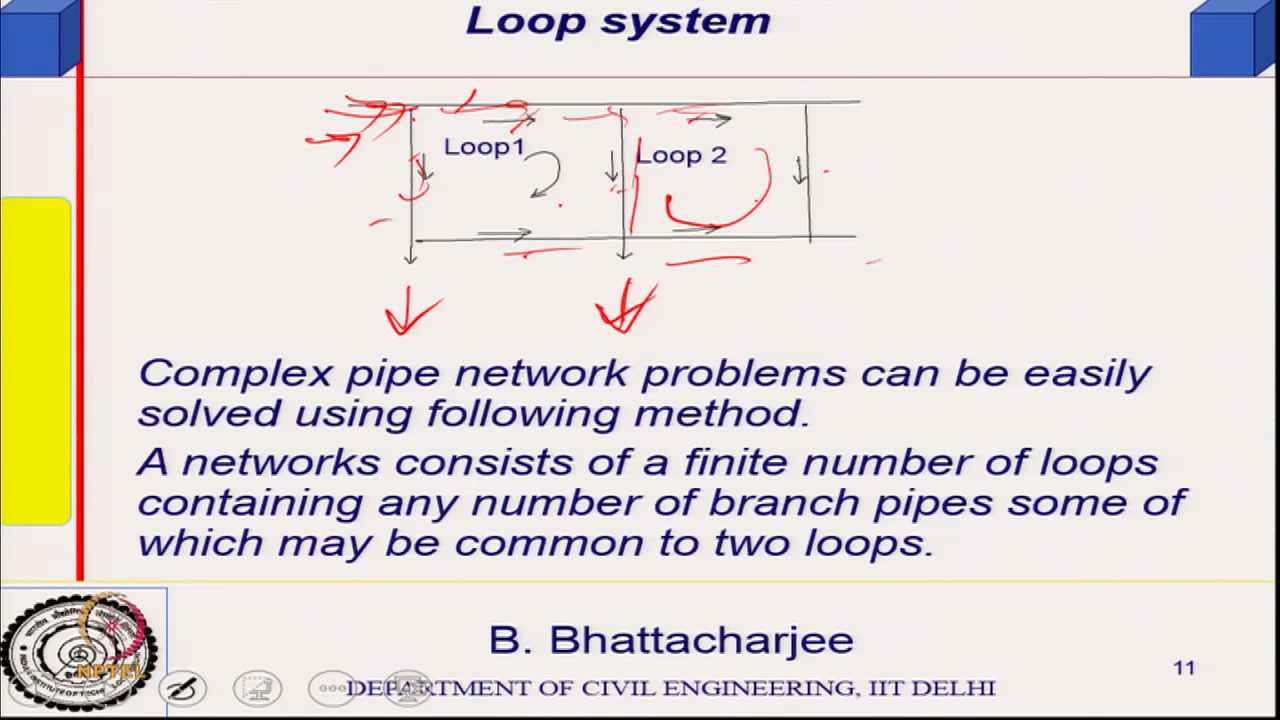 Loop system
Loop1
Loop 2
Complex pipe network problems can be easily
solved using following method.
A networks consists of a finite number of loops
containing any number of branch pipes some of
which may be common to two loops.
NPTEL
B. Bhattacharjee
11
DEPARTMENT OF CIVIL ENGINEERING, IIT DELHI